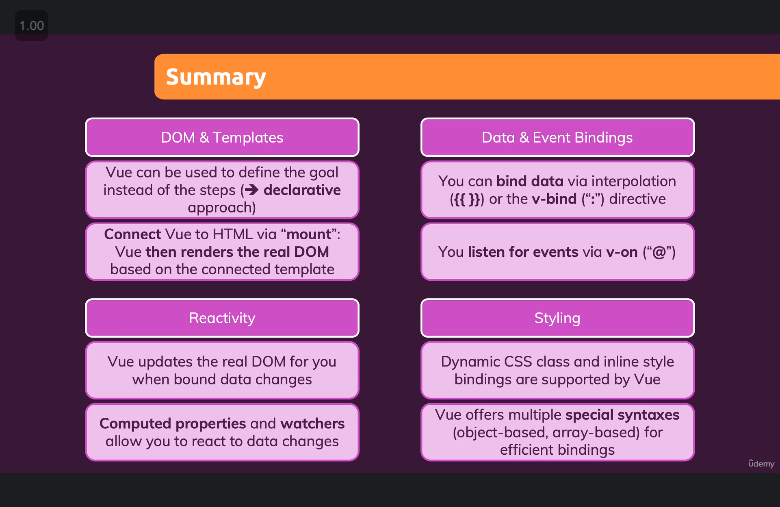 1.00
Summary
DOM & Templates
Vue can be used to define the goal
instead of the steps (➔ declarative
approach)
Connect Vue to HTML via “mount”:
Vue then renders the real DOM
based on the connected template
Data & Event Bindings
You can bind data via interpolation
({{ }}) or the v-bind (“:”) directive
You listen for events via v-on (“@”)
Reactivity
Vue updates the real DOM for you
when bound data changes
Computed properties and watchers
allow you to react to data changes
Styling
Dynamic CSS class and inline style
bindings are supported by Vue
Vue offers multiple special syntaxes
(object-based, array-based) for
efficient bindings
ûdemy